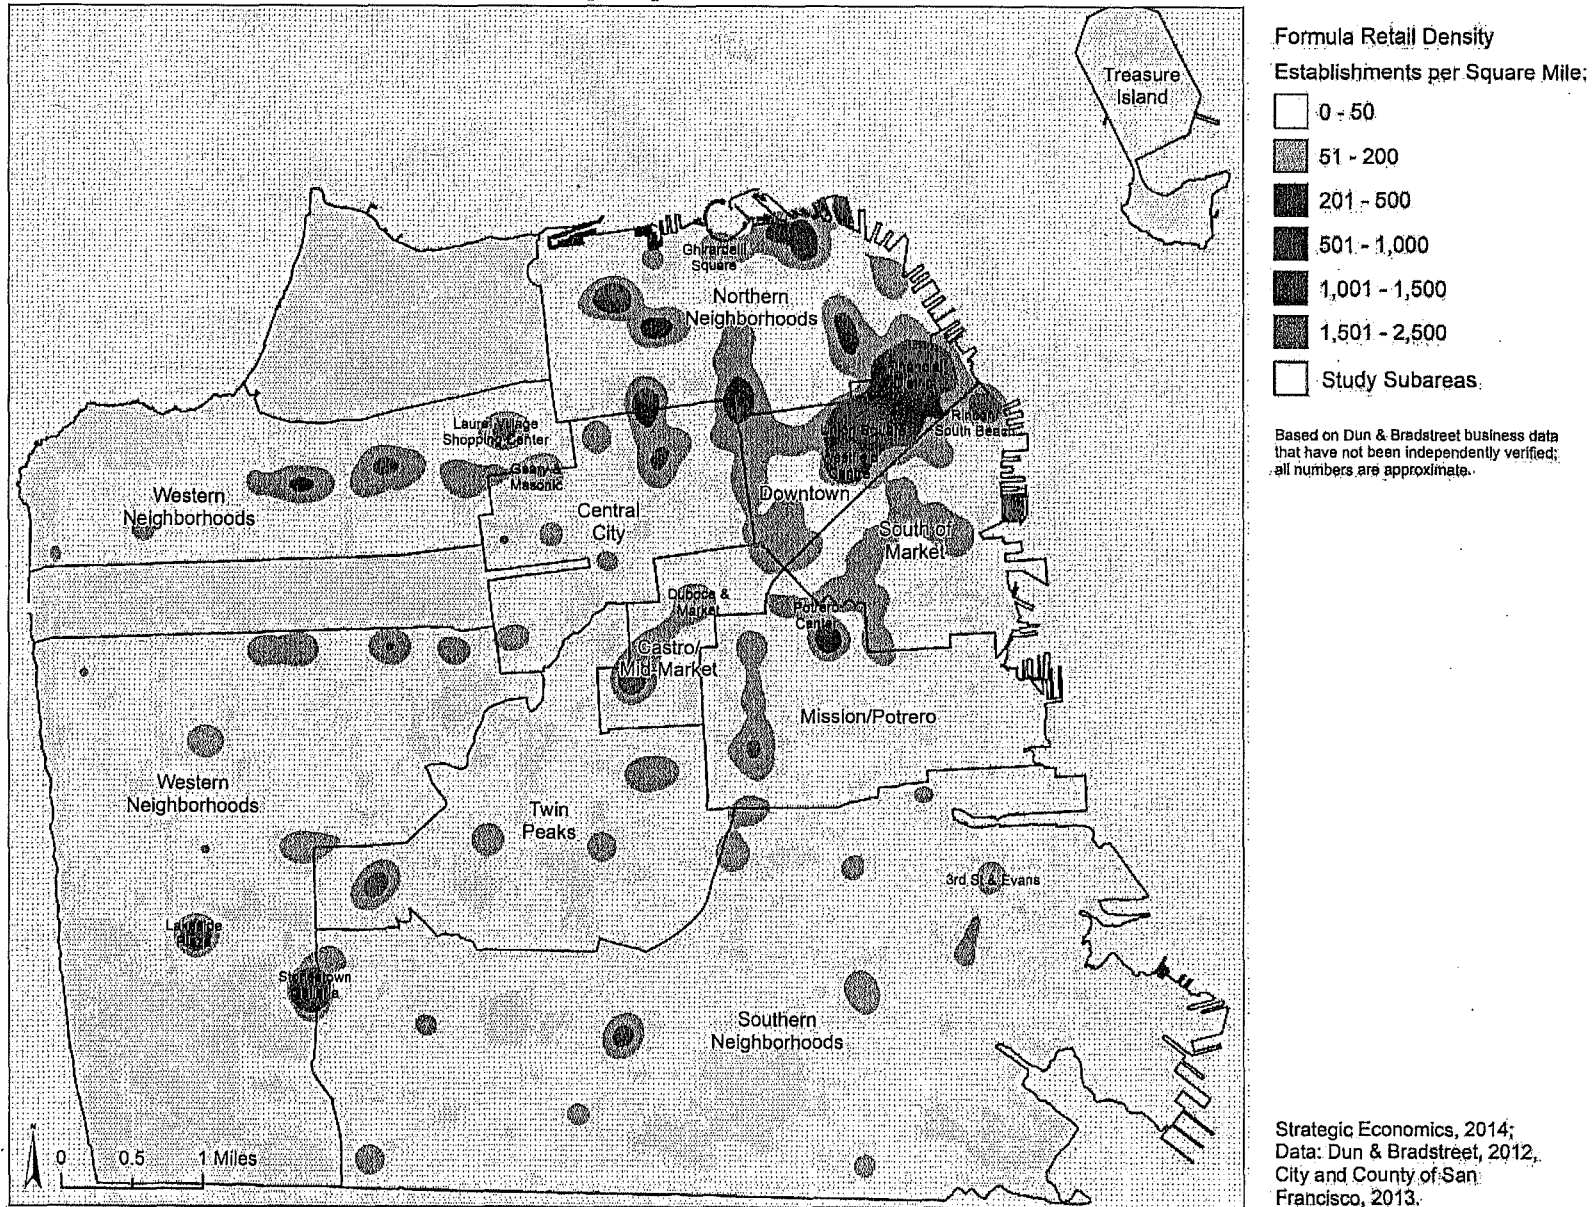 Formula Retail Density
Establishments per Square Mile:
0 - 50
51 - 200
201 - 500
501 - 1,000
1,001 - 1,500
1,501 - 2,500
Study Subareas
Based on Dun & Bradstreet business data
that have not been independently verified;
all numbers are approximate.
Treasure
Island
Ghirardelli
Square
Northern
Neighborhoods
Financial
Laurel Village
Shopping Center
South Beach
Geary &
Masonic
Western
Neighborhoods
Downtown
Central
City
South of
Market
Duboce &
Market
Potrero
Center
Castro/
Mid-Market
Mission/Potrero
Western
Neighborhoods
Twin
Peaks
3rd St & Evans
Lakeside
Stonestown
Southern
Neighborhoods
N
0 0.5 1 Miles
Strategic Economics, 2014;
Data: Dun & Bradstreet, 2012,
City and County of San
Francisco, 2013.